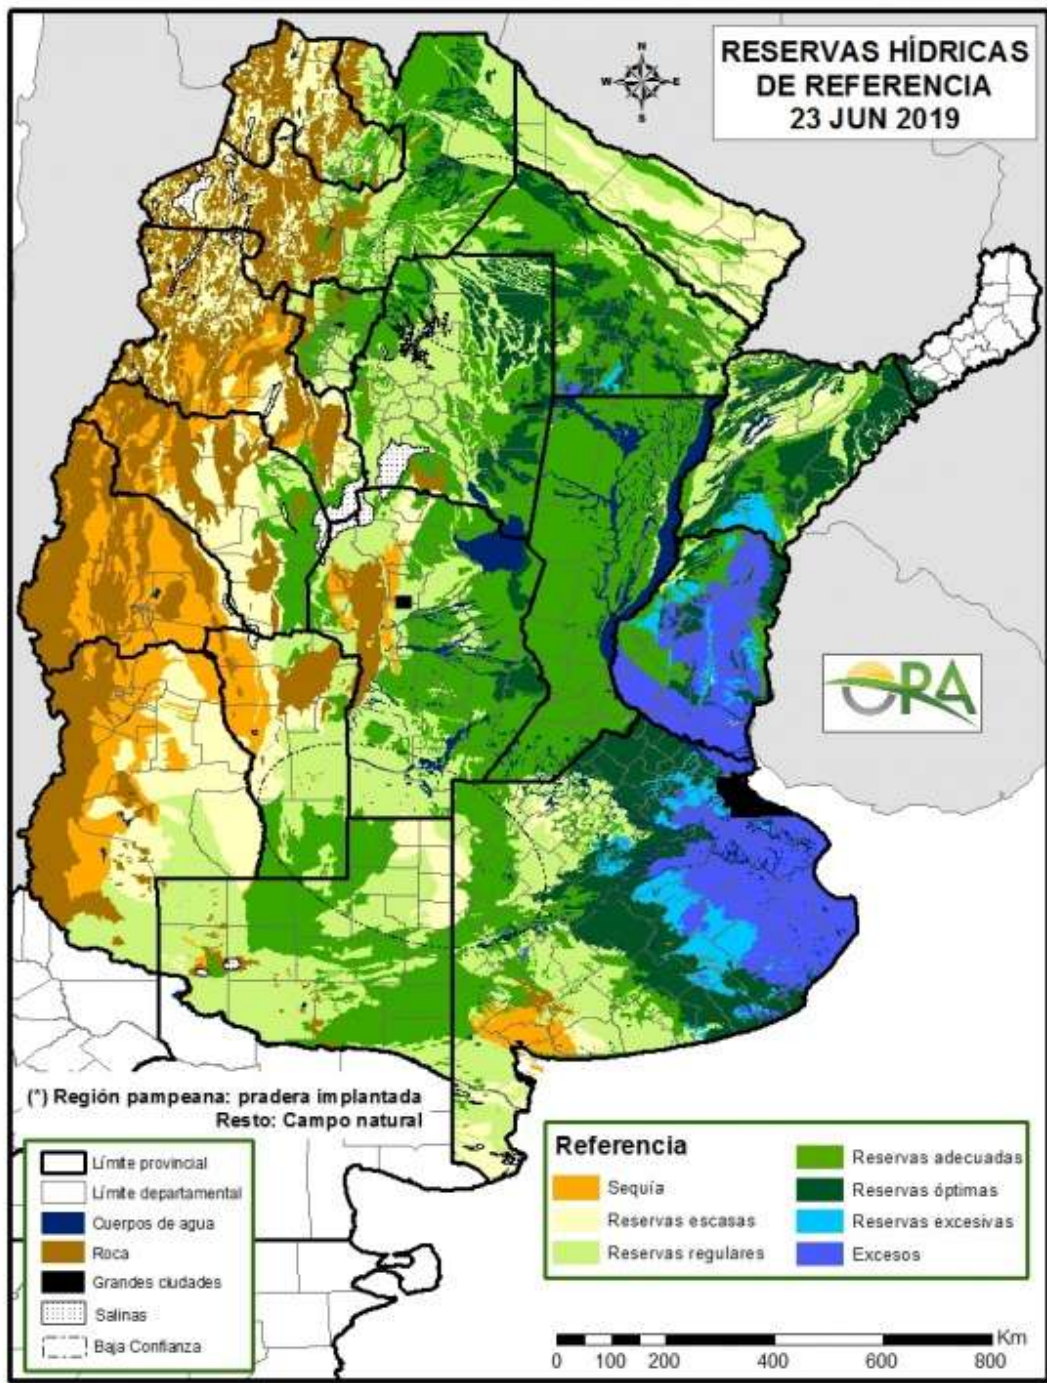 RESERVAS HÍDRICAS
DE REFERENCIA
23 JUN 2019
N
W
E
S
ORA
(*) Región pampeana: pradera implantada
Resto: Campo natural
Límite provincial
Límite departamental
Cuerpos de agua
Roca
Grandes ciudades
Salinas
Baja Confianza
Referencia
Sequía
Reservas escasas
Reservas regulares
Reservas adecuadas
Reservas óptimas
Reservas excesivas
Excesos
Km
0 100 200 400 600 800